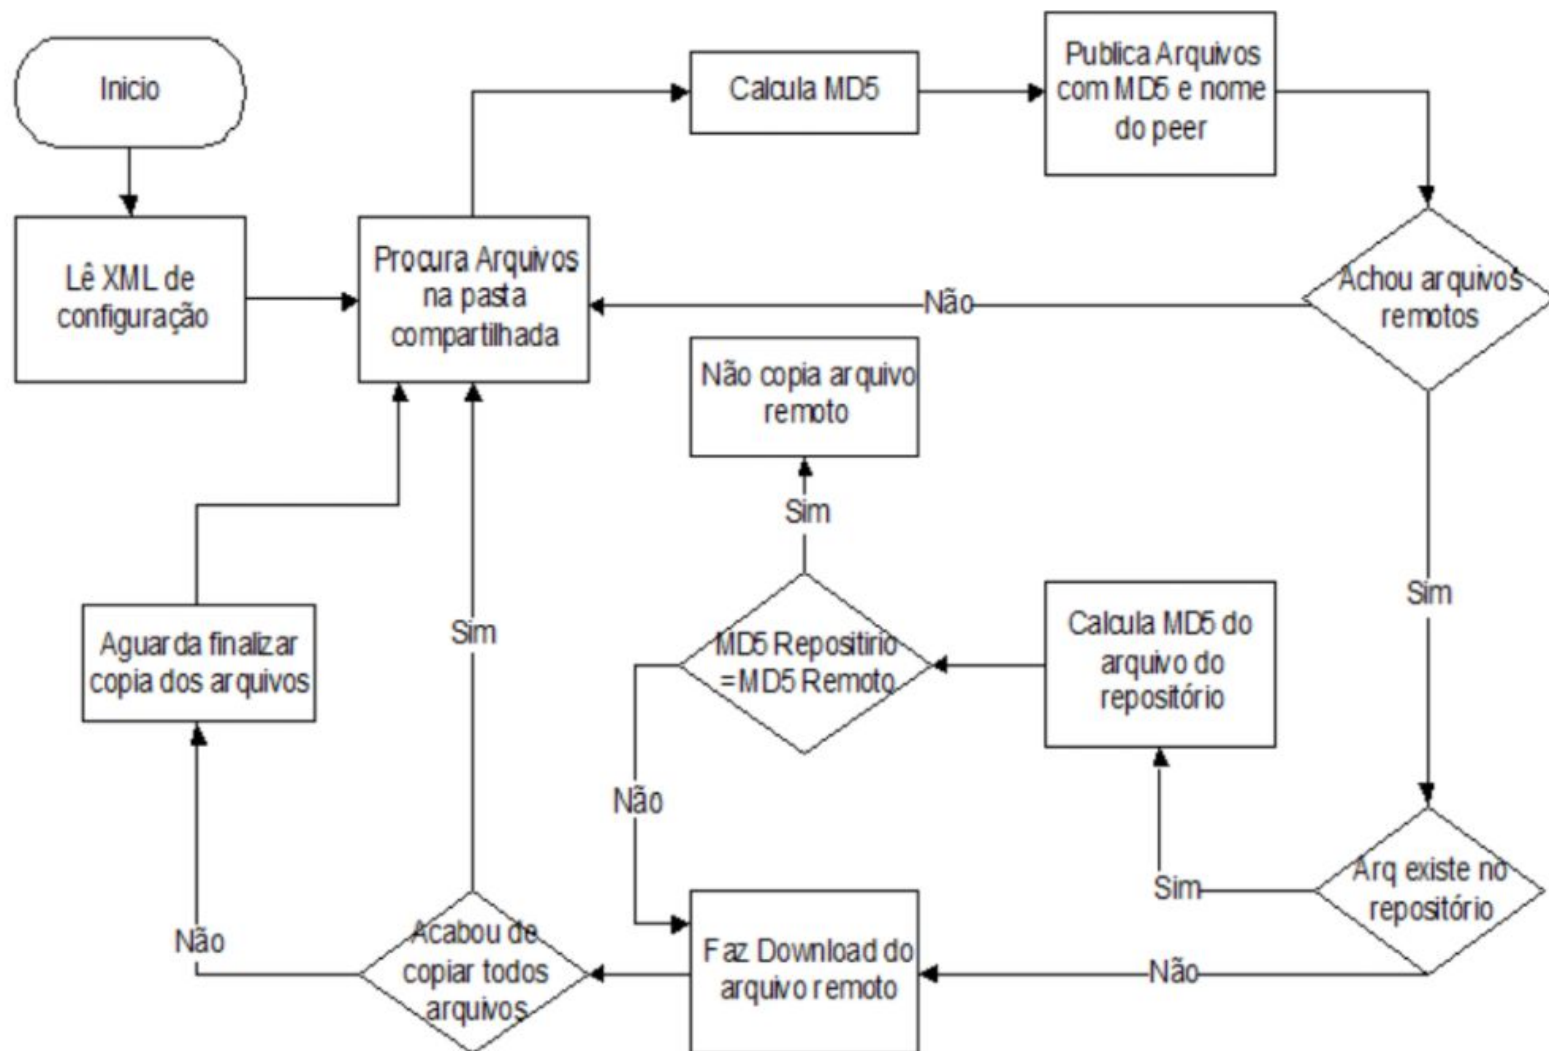 Inicio
Lê XML de
configuração
Procura Arquivos
na pasta
compartilhada
Calcula MD5
Publica Arquivos
com MD5 e nome
do peer
Achou arquivos
remotos
Não
Não copia arquivo
remoto
Sim
MD5 Repositirio
=MD5 Remoto
Calcula MD5 do
arquivo do
repositório
Sim
Sim
Arq existe no
repositório
Não
Não
Faz Download do
arquivo remoto
Acabou de
copiar todos
arquivos
Sim
Não
Aguarda finalizar
copia dos arquivos